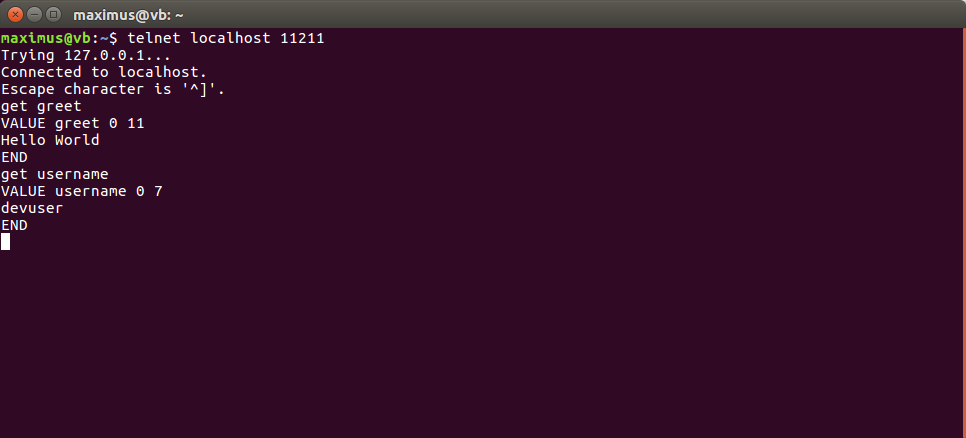 maximus@vb: ~
maximus@vb:~$ telnet localhost 11211
Trying 127.0.0.1...
Connected to localhost.
Escape character is '^]'.
get greet
VALUE greet 0 11
Hello World
END
get username
VALUE username 0 7
devuser
END